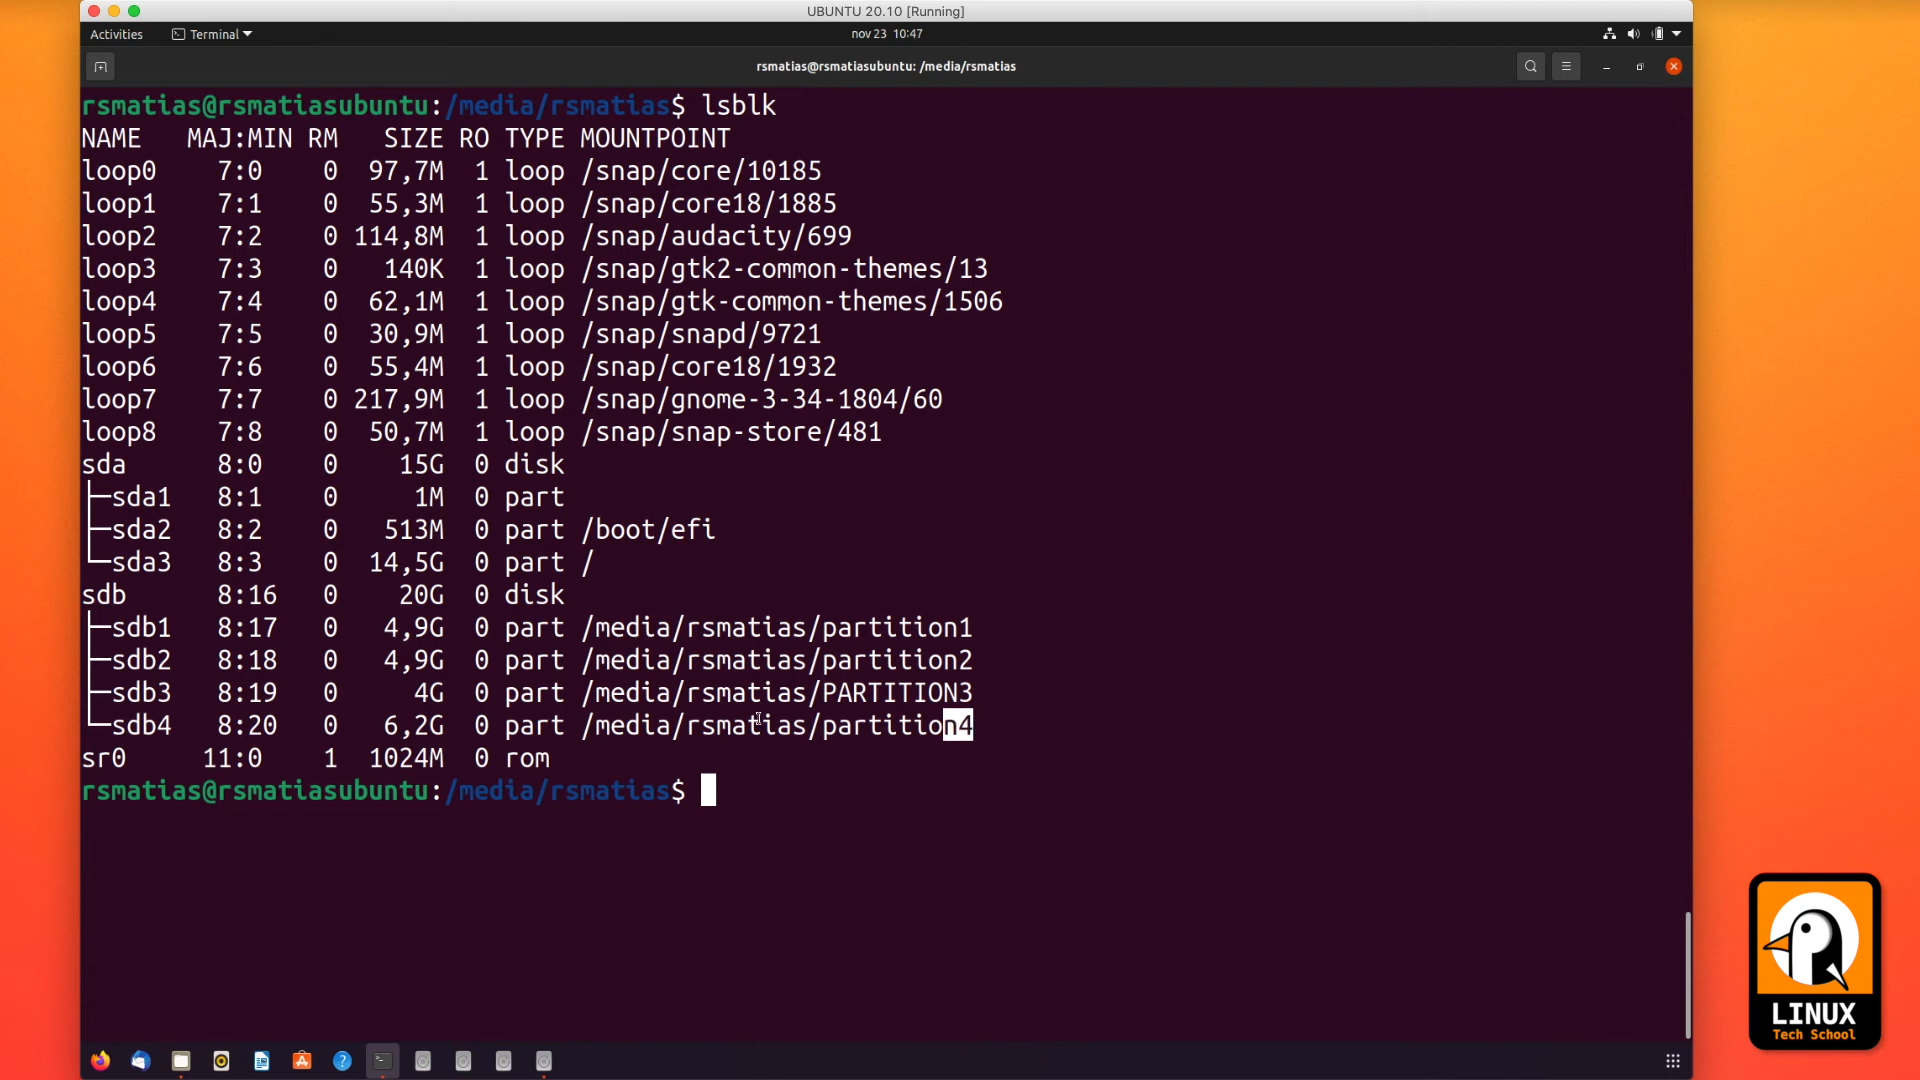 UBUNTU 20.10 [Running]
Activities Terminal nov 23 10:47
rsmatias@rsmatiasubuntu: /media/rsmatias
rsmatias@rsmatiasubuntu:/media/rsmatias$ lsblk
NAME MAJ:MIN RM SIZE RO TYPE MOUNTPOINT
loop0 7:0 0 97,7M 1 loop /snap/core/10185
loop1 7:1 0 55,3M 1 loop /snap/core18/1885
loop2 7:2 0 114,8M 1 loop /snap/audacity/699
loop3 7:3 0 140K 1 loop /snap/gtk2-common-themes/13
loop4 7:4 0 62,1M 1 loop /snap/gtk-common-themes/1506
loop5 7:5 0 30,9M 1 loop /snap/snapd/9721
loop6 7:6 0 55,4M 1 loop /snap/core18/1932
loop7 7:7 0 217,9M 1 loop /snap/gnome-3-34-1804/60
loop8 7:8 0 50,7M 1 loop /snap/snap-store/481
sda 8:0 0 15G 0 disk
├─sda1 8:1 0 1M 0 part
├─sda2 8:2 0 513M 0 part /boot/efi
└─sda3 8:3 0 14,5G 0 part /
sdb 8:16 0 20G 0 disk
├─sdb1 8:17 0 4,9G 0 part /media/rsmatias/partition1
├─sdb2 8:18 0 4,9G 0 part /media/rsmatias/partition2
├─sdb3 8:19 0 4G 0 part /media/rsmatias/PARTITION3
└─sdb4 8:20 0 6,2G 0 part /media/rsmatias/partition4
sr0 11:0 1 1024M 0 rom
rsmatias@rsmatiasubuntu:/media/rsmatias$
LINUX
Tech School